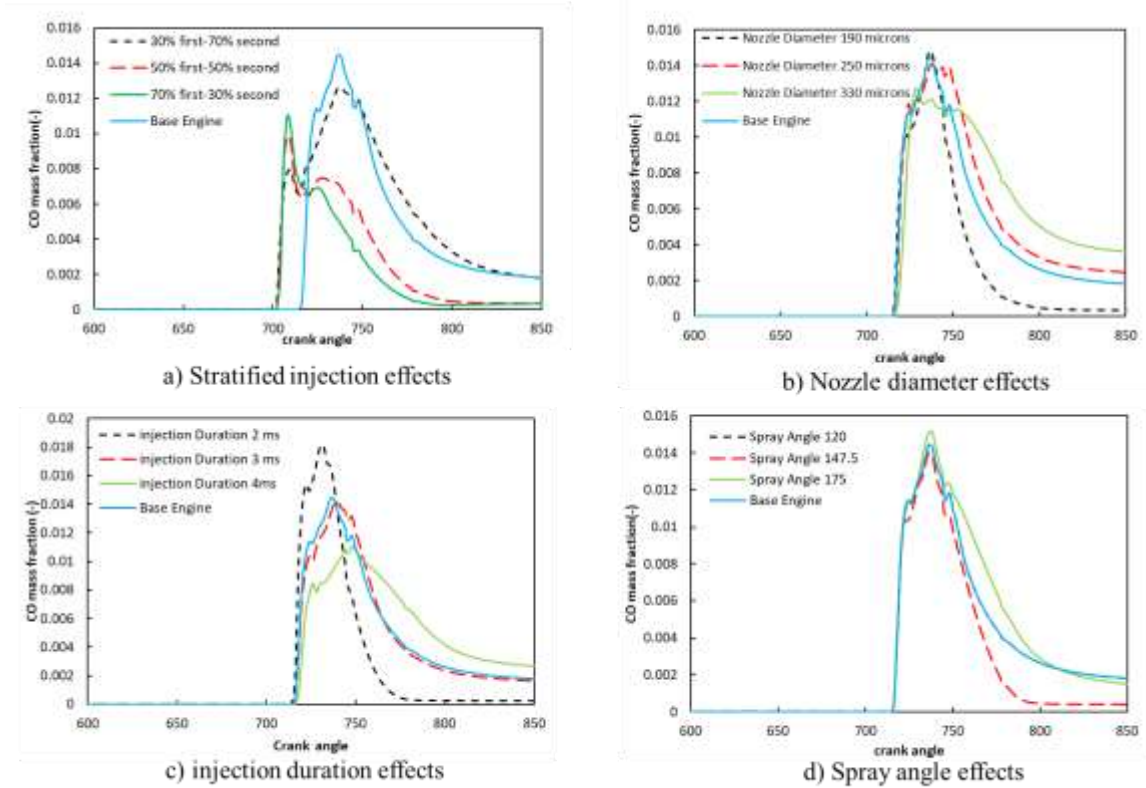 0.016
0.014
0.012
0.01
0.008
0.006
0.004
0.002
0
CO mass fraction(-)
30% first-70% second
50% first-50% second
70% first-30% second
Base Engine
600 650 700 750 800 850
crank angle
a) Stratified injection effects
0.016
0.014
0.012
0.01
0.008
0.006
0.004
0.002
0
CO mass fraction(-)
Nozzle Diameter 190 microns
Nozzle Diameter 250 microns
Nozzle Diameter 330 microns
Base Engine
600 650 700 750 800 850
crank angle
b) Nozzle diameter effects
0.02
0.018
0.016
0.014
0.012
0.01
0.008
0.006
0.004
0.002
0
CO mass fraction(-)
injection Duration 2 ms
injection Duration 3 ms
injection Duration 4ms
Base Engine
600 650 700 750 800 850
Crank angle
c) injection duration effects
0.016
0.014
0.012
0.01
0.008
0.006
0.004
0.002
0
CO mass fraction(-)
Spray Angle 120
Spray Angle 147.5
Spray Angle 175
Base Engine
600 650 700 750 800 850
crank angle
d) Spray angle effects